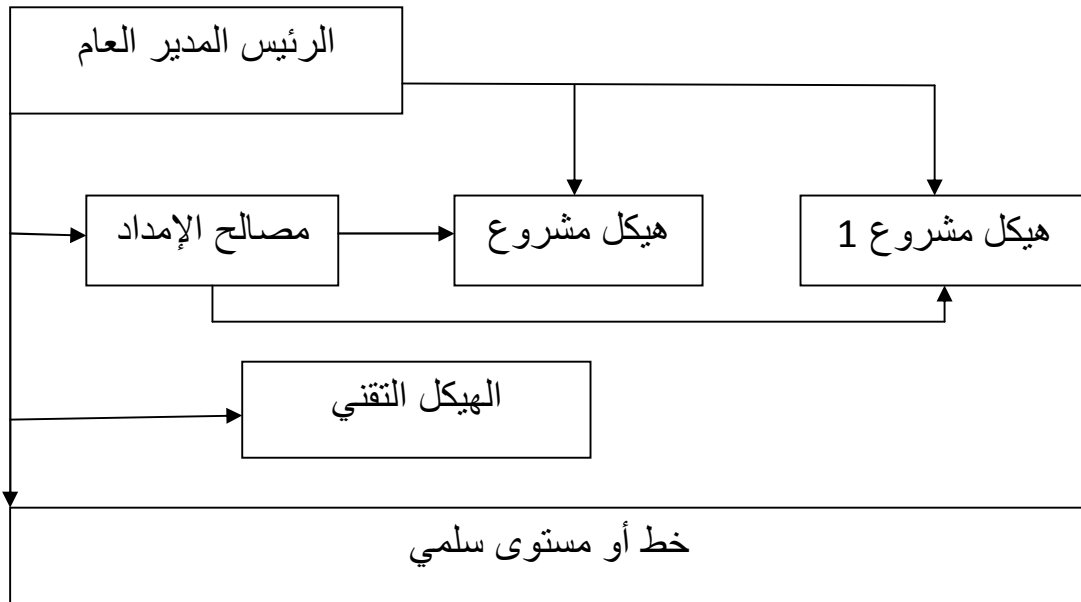 الرئيس المدير العام
هيكل مشروع 1
هيكل مشروع
مصالح الإمداد
الهيكل التقني
خط أو مستوى سلمي